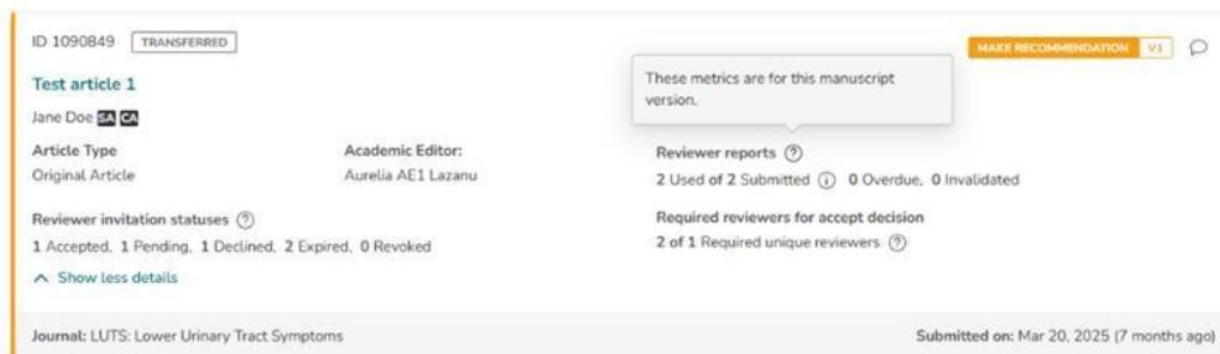 ID 1090849 TRANSFERRED MAKE RECOMMENDATION V1
Test article 1
These metrics are for this manuscript
version.
Jane Doe SA CA
Article Type
Original Article
Academic Editor:
Aurelia AE1 Lazanu
Reviewer reports ?
2 Used of 2 Submitted i 0 Overdue, 0 Invalidated
Reviewer invitation statuses ?
1 Accepted, 1 Pending, 1 Declined, 2 Expired, 0 Revoked
Required reviewers for accept decision
2 of 1 Required unique reviewers ?
Show less details
Journal: LUTS: Lower Urinary Tract Symptoms
Submitted on: Mar 20, 2025 (7 months ago)